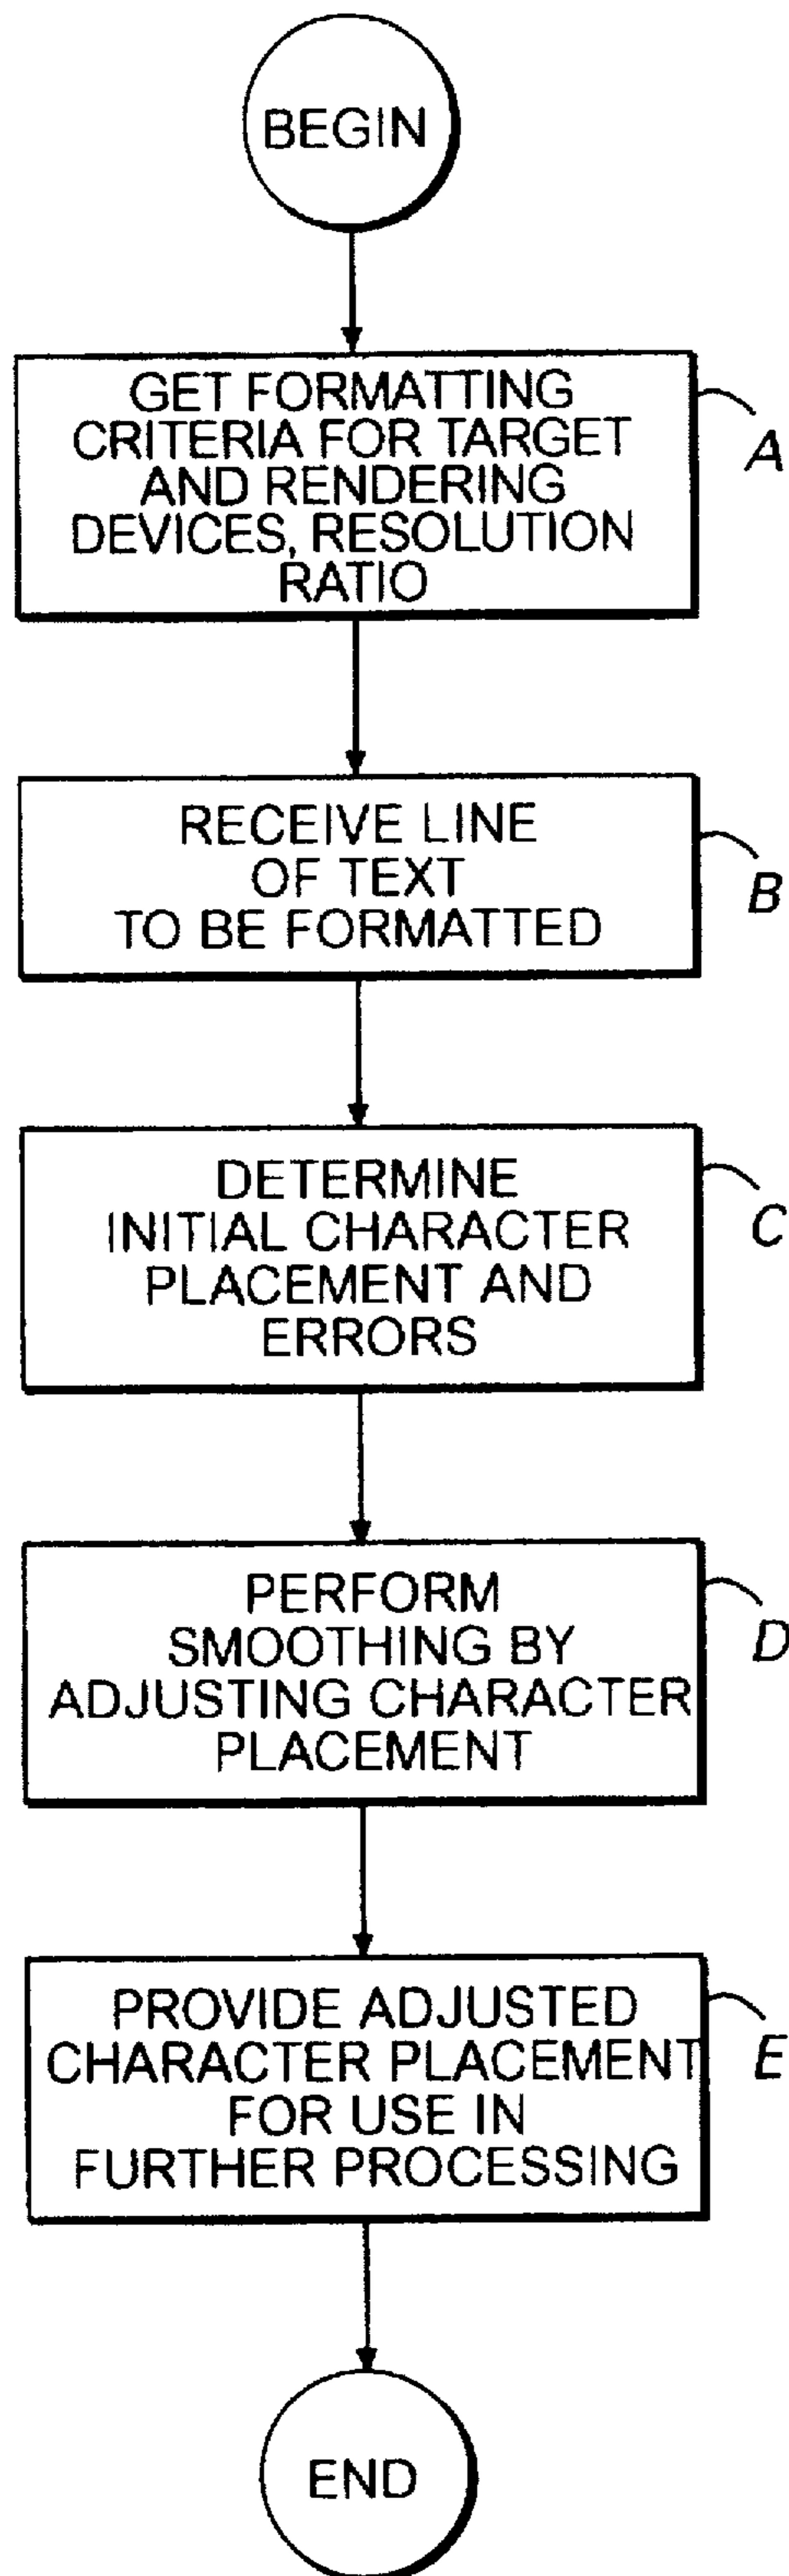 BEGIN
GET FORMATTING
CRITERIA FOR TARGET
AND RENDERING
DEVICES, RESOLUTION
RATIO
A
RECEIVE LINE
OF TEXT
TO BE FORMATTED
B
DETERMINE
INITIAL CHARACTER
PLACEMENT AND
ERRORS
C
PERFORM
SMOOTHING BY
ADJUSTING CHARACTER
PLACEMENT
D
PROVIDE ADJUSTED
CHARACTER PLACEMENT
FOR USE IN
FURTHER PROCESSING
E
END